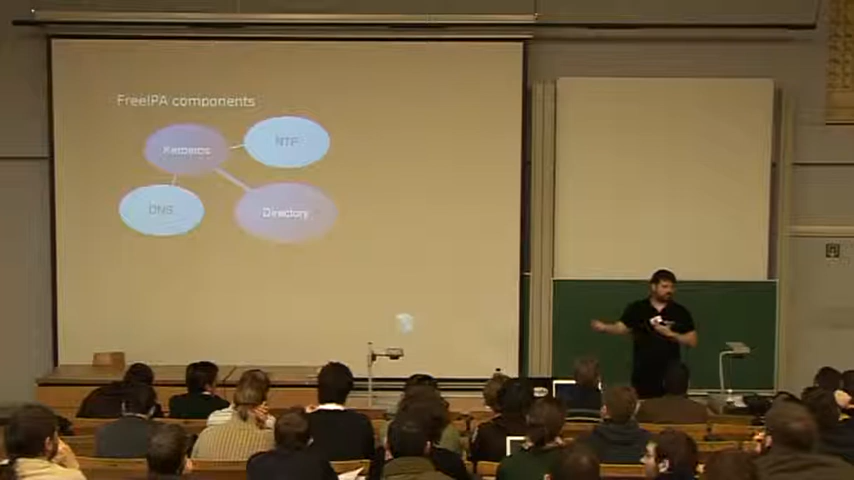 FreeIPA components
Kerberos
NTP
DNS
Directory